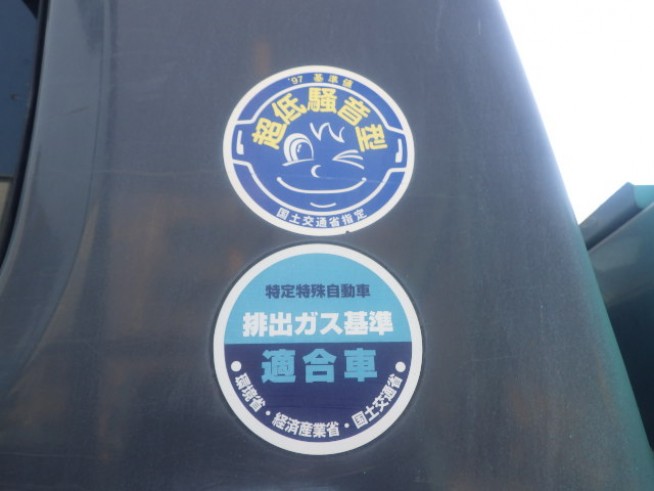 '97 基準値
超低騒音型
国土交通省指定
特定特殊自動車
排出ガス基準
適合車
●環境省・経済産業省・国土交通省●